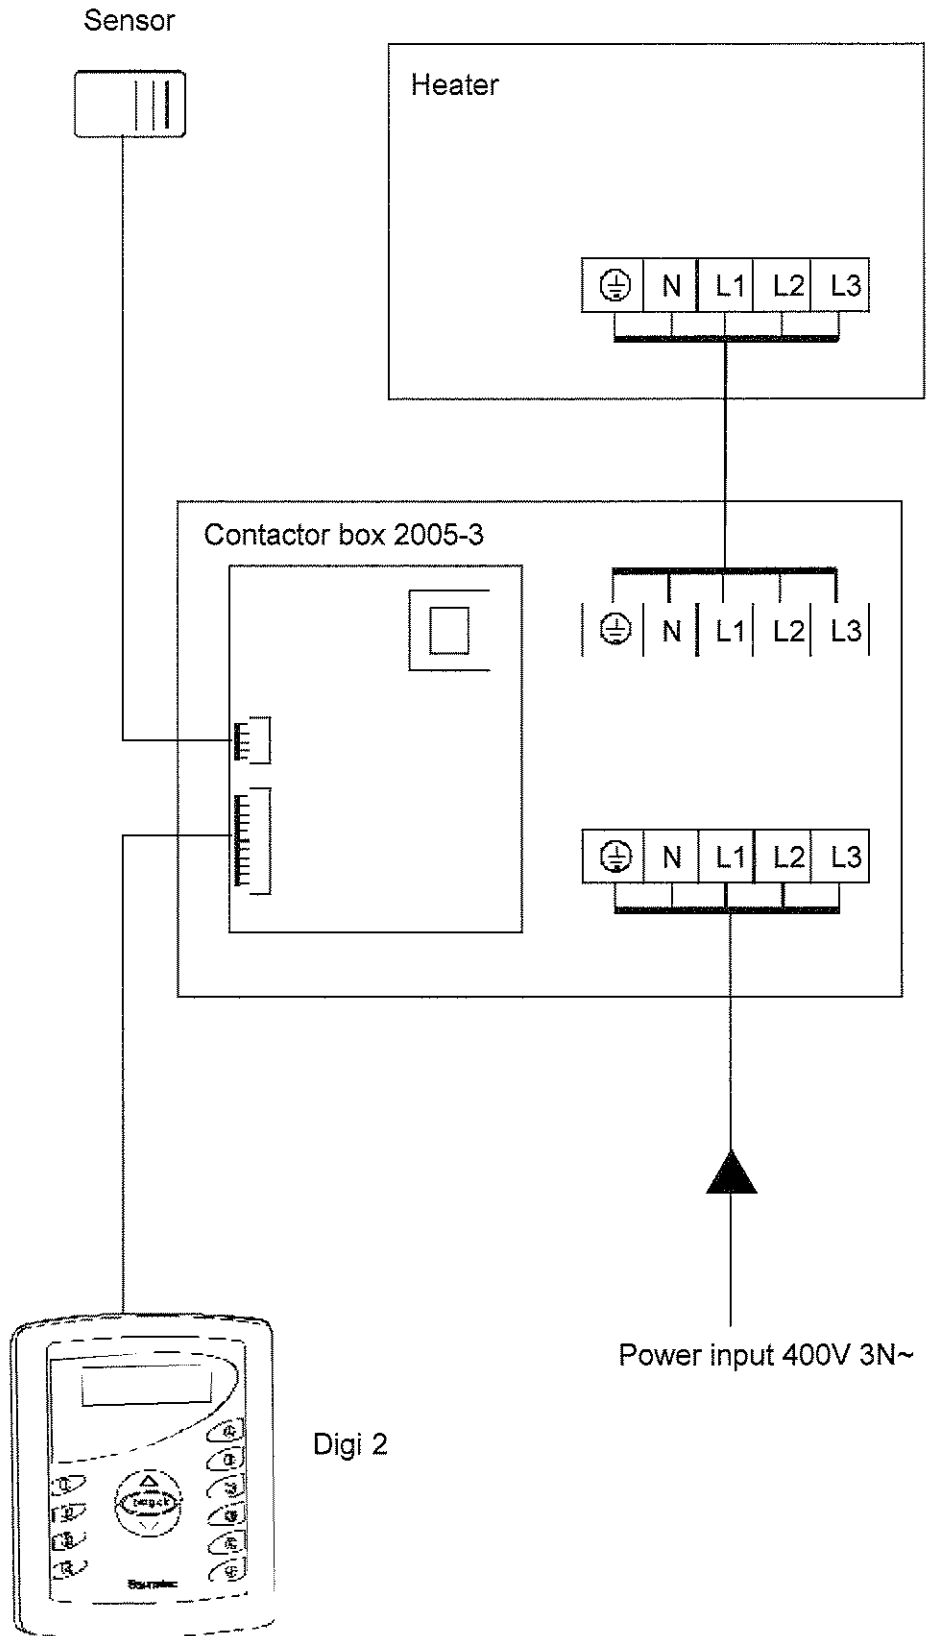 Sensor
Heater
N L1 L2 L3
Contactor box 2005-3
N L1 L2 L3
N L1 L2 L3
Power input 400V 3N~
Digi 2